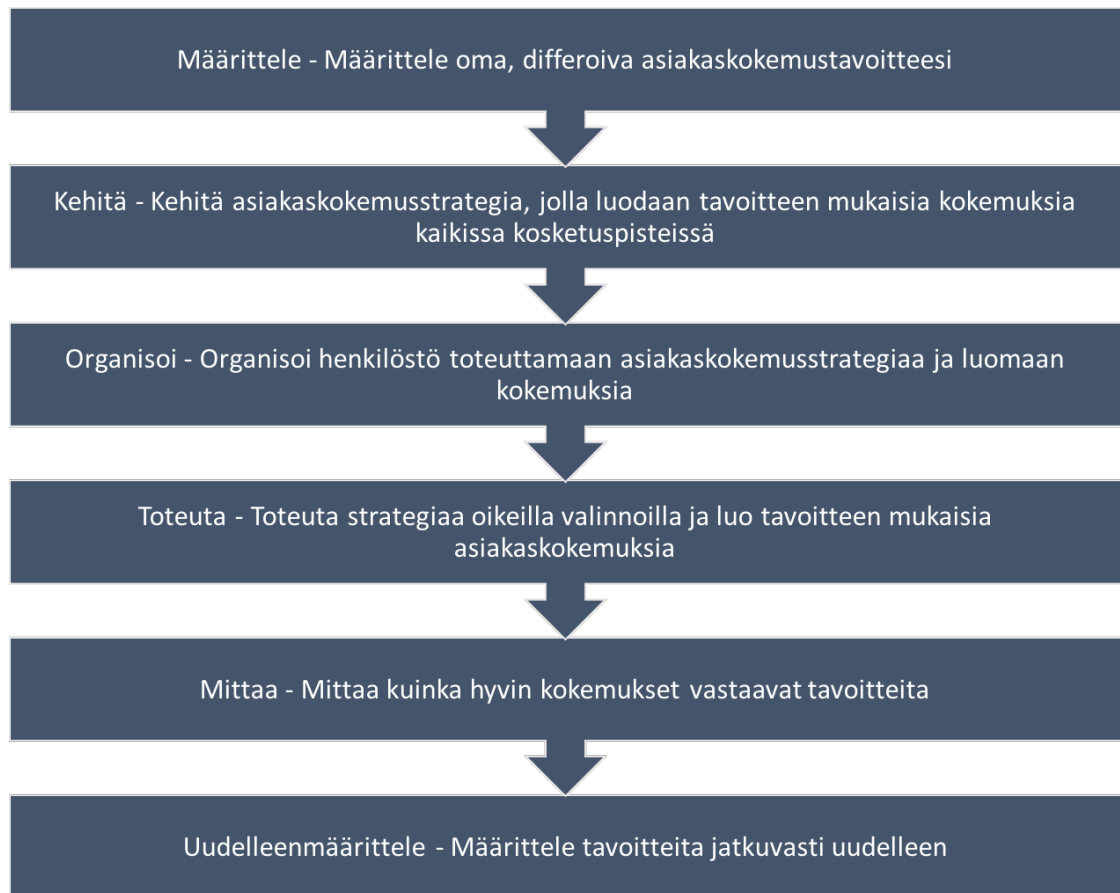 Määrittele - Määrittele oma, differoiva asiakaskokemustavoitteesi
Kehitä - Kehitä asiakaskokemusstrategia, jolla luodaan tavoitteen mukaisia kokemuksia
kaikissa kosketuspisteissä
Organisoi - Organisoi henkilöstö toteuttamaan asiakaskokemusstrategiaa ja luomaan
kokemuksia
Toteuta - Toteuta strategiaa oikeilla valinnoilla ja luo tavoitteen mukaisia
asiakaskokemuksia
Mittaa - Mittaa kuinka hyvin kokemukset vastaavat tavoitteita
Uudelleenmäärittele - Määrittele tavoitteita jatkuvasti uudelleen